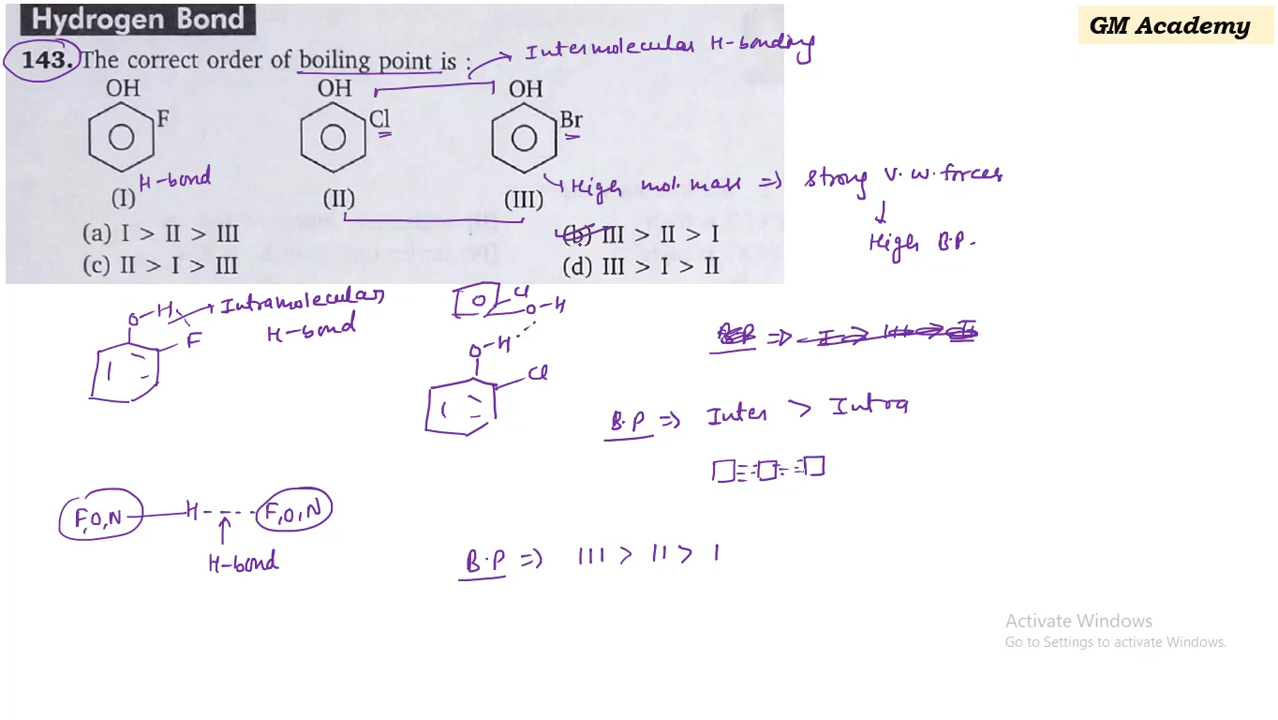 Hydrogen Bond
GM Academy
143. The correct order of boiling point is :
Intermolecular H-bonding
OH OH OH
F Cl Br
H-bond
(I) (II) (III)
High mol. mass => strong V. W. forces
↓
High B.P.
(a) I > II > III (b) III > II > I
(c) II > I > III (d) III > I > II
O-H
F
Intramolecular
H-bond
Cl
O-H
O-H
Cl
B.P => Inter > Intra
F,O,N H F,O,N
H-bond
B.P => III > II > I
Activate Windows
Go to Settings to activate Windows.